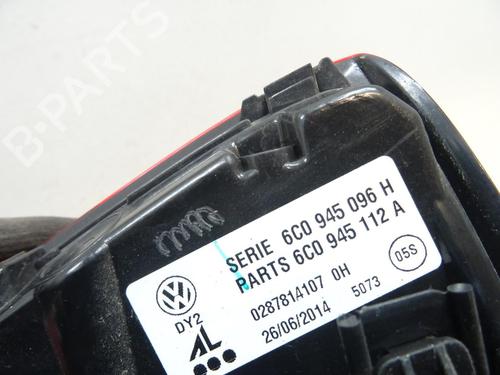 B-PARTS
SERIE 6C0 945 096 H
PARTS 6C0 945 112 A
DY2
0287814107 0H
26/06/2014 5073
05S
AL